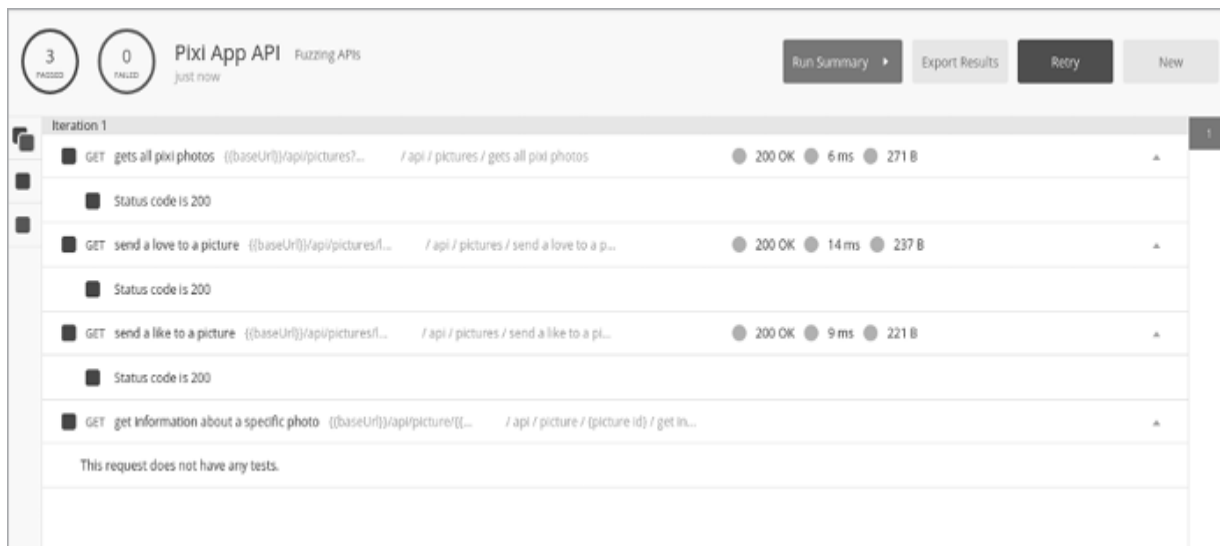 3 PASSED 0 FAILED Pixi App API Fuzzing APIs
just now
Run Summary Export Results Retry New
Iteration 1
1
GET gets all pixi photos {{baseUrl}}/api/pictures?... / api / pictures / gets all pixi photos 200 OK 6 ms 271 B
Status code is 200
GET send a love to a picture {{baseUrl}}/api/pictures/l... / api / pictures / send a love to a p... 200 OK 14 ms 237 B
Status code is 200
GET send a like to a picture {{baseUrl}}/api/pictures/l... / api / pictures / send a like to a pi... 200 OK 9 ms 221 B
Status code is 200
GET get information about a specific photo {{baseUrl}}/api/picture/{{... / api / picture / {picture id} / get in...
This request does not have any tests.